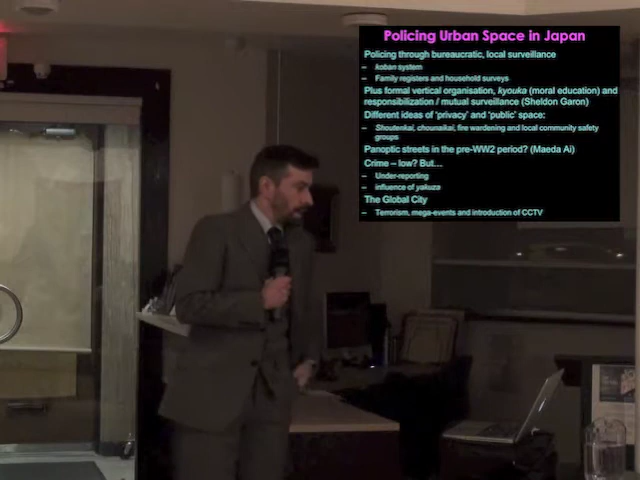 Policing Urban Space in Japan
Policing through bureaucratic, local surveillance
– koban system
– Family registers and household surveys
Plus formal vertical organisation, kyouka (moral education) and
responsibilization / mutual surveillance (Sheldon Garon)
Different ideas of 'privacy' and 'public' space:
– Shoutenkai, chounaikai, fire wardening and local community safety
groups
Panoptic streets in the pre-WW2 period? (Maeda Ai)
Crime – low? But…
– Under-reporting
– influence of yakuza
The Global City
– Terrorism, mega-events and introduction of CCTV